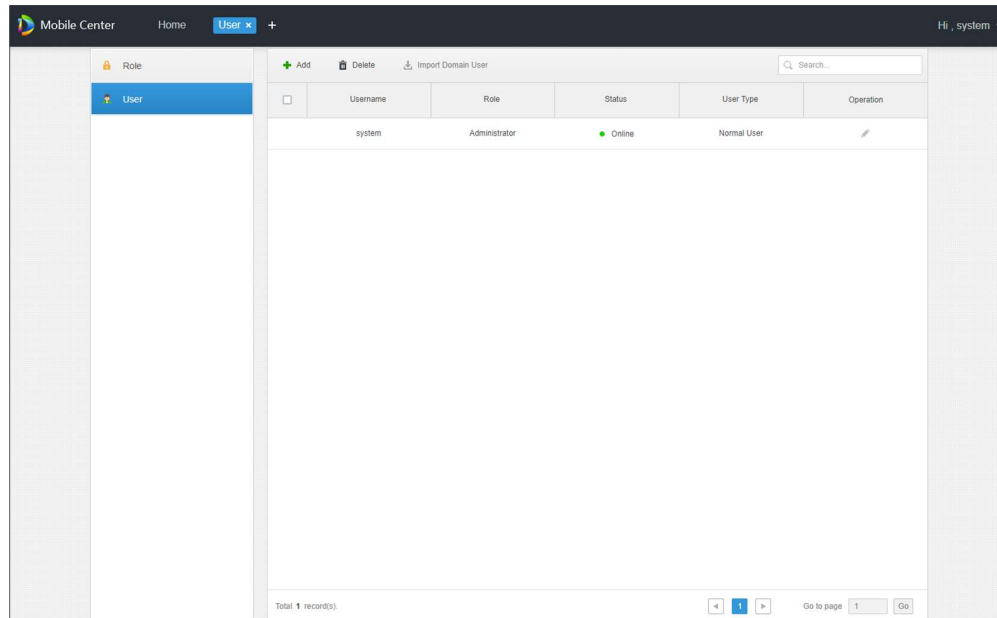 Mobile Center Home User × + Hi , system
Role
User
Add Delete Import Domain User Search...
Username Role Status User Type Operation
system Administrator Online Normal User
Total 1 record(s). 1 Go to page 1 Go